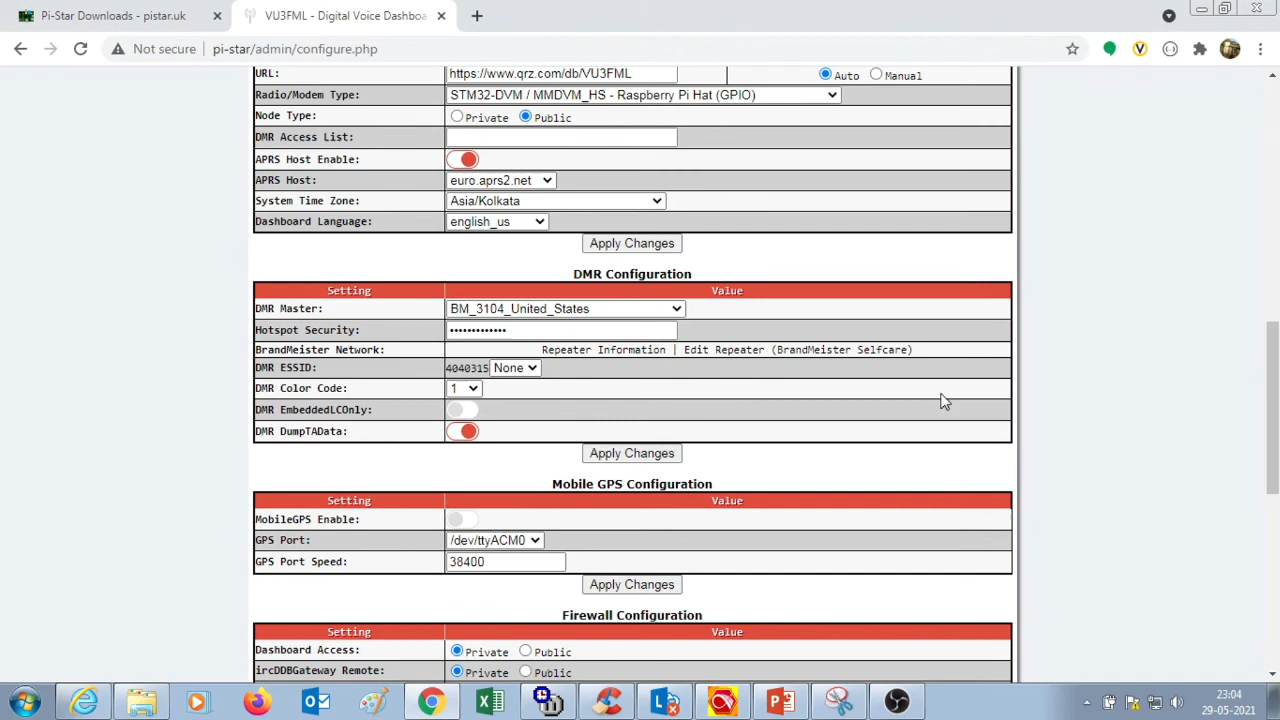 Pi-Star Downloads - pistar.uk
VU3FML - Digital Voice Dashboa
Not secure pi-star/admin/configure.php
URL: https://www.qrz.com/db/VU3FML Auto Manual
Radio/Modem Type: STM32-DVM / MMDVM_HS - Raspberry Pi Hat (GPIO)
Node Type: Private Public
DMR Access List:
APRS Host Enable:
APRS Host: euro.aprs2.net
System Time Zone: Asia/Kolkata
Dashboard Language: english_us
Apply Changes
DMR Configuration
Setting Value
DMR Master: BM_3104_United_States
Hotspot Security: •••••••••••••
BrandMeister Network: Repeater Information | Edit Repeater (BrandMeister Selfcare)
DMR ESSID: 4040315 None
DMR Color Code: 1
DMR EmbeddedLCOnly:
DMR DumpTAData:
Apply Changes
Mobile GPS Configuration
Setting Value
MobileGPS Enable:
GPS Port: /dev/ttyACM0
GPS Port Speed: 38400
Apply Changes
Firewall Configuration
Setting Value
Dashboard Access: Private Public
ircDDBGateway Remote: Private Public
23:04
29-05-2021